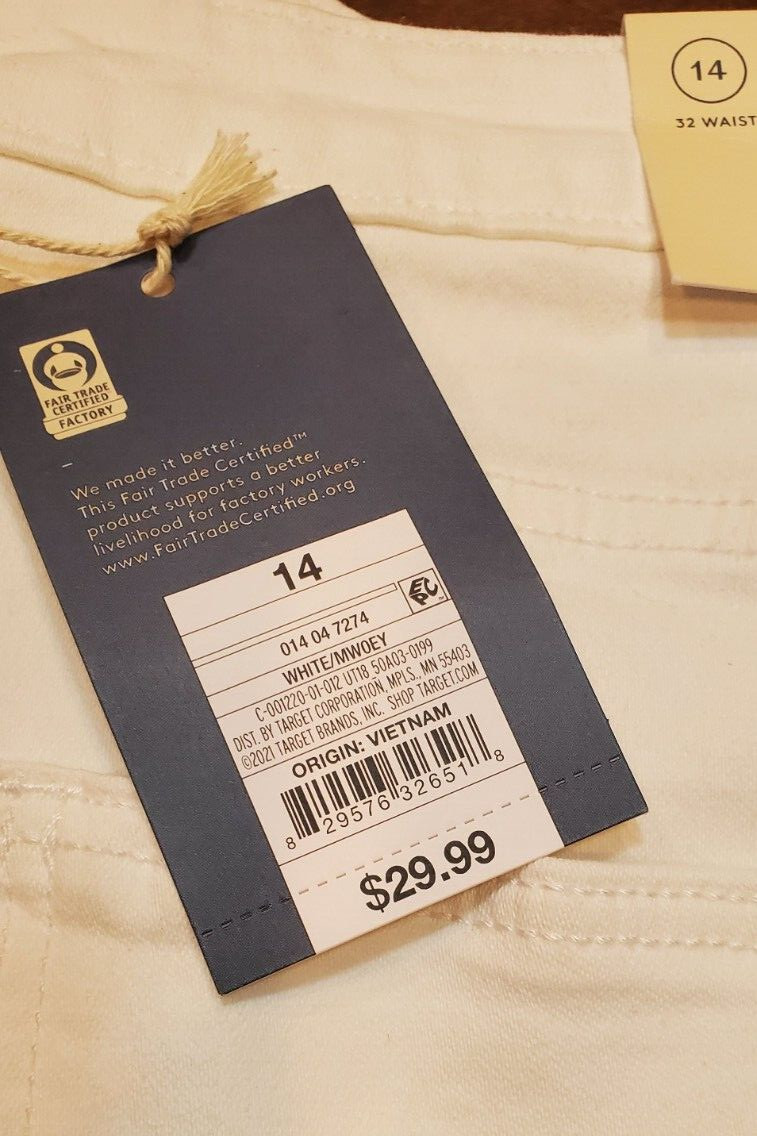 14
32 WAIST
FAIR TRADE
CERTIFIED
FACTORY
We made it better.
This Fair Trade Certified™
product supports a better
livelihood for factory workers.
www.FairTradeCertified.org
14
EPC™
014 04 7274
WHITE/MWOEY
C-001220-01-012 UT18 50A03-0199
DIST. BY TARGET CORPORATION, MPLS., MN 55403
©2021 TARGET BRANDS, INC. SHOP TARGET.COM
ORIGIN: VIETNAM
8 29576 32651 8
$29.99